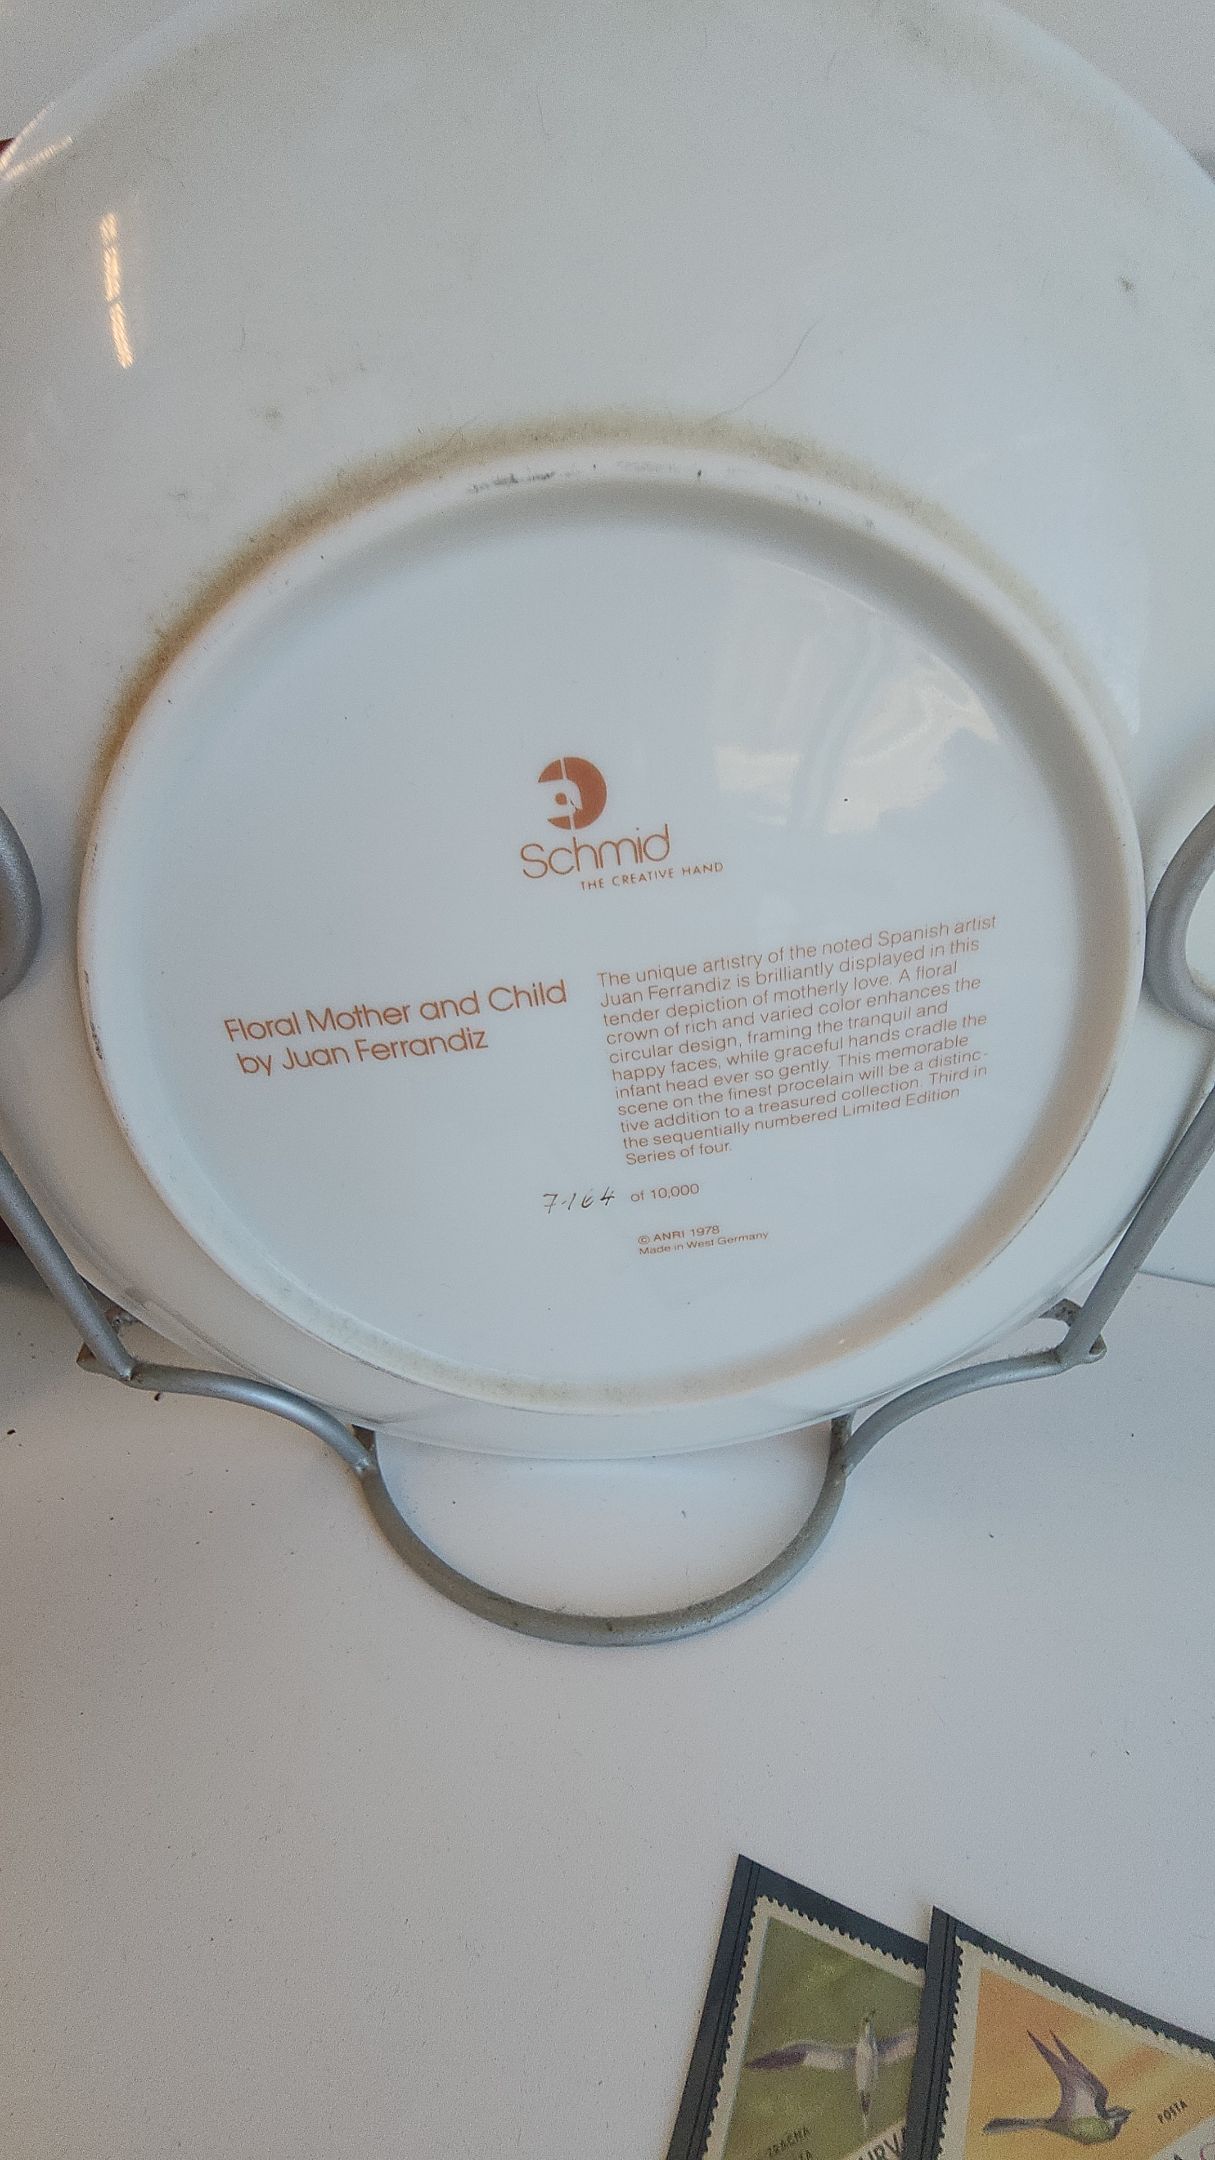 Schmid
THE CREATIVE HAND
Floral Mother and Child
by Juan Ferrandiz
The unique artistry of the noted Spanish artist
Juan Ferrandiz is brilliantly displayed in this
tender depiction of motherly love. A floral
crown of rich and varied color enhances the
circular design, framing the tranquil and
happy faces, while graceful hands cradle the
infant head ever so gently. This memorable
scene on the finest procelain will be a distinc-
tive addition to a treasured collection. Third in
the sequentially numbered Limited Edition
Series of four.
7164 of 10,000
© ANRI 1978
Made in West Germany
POSTA